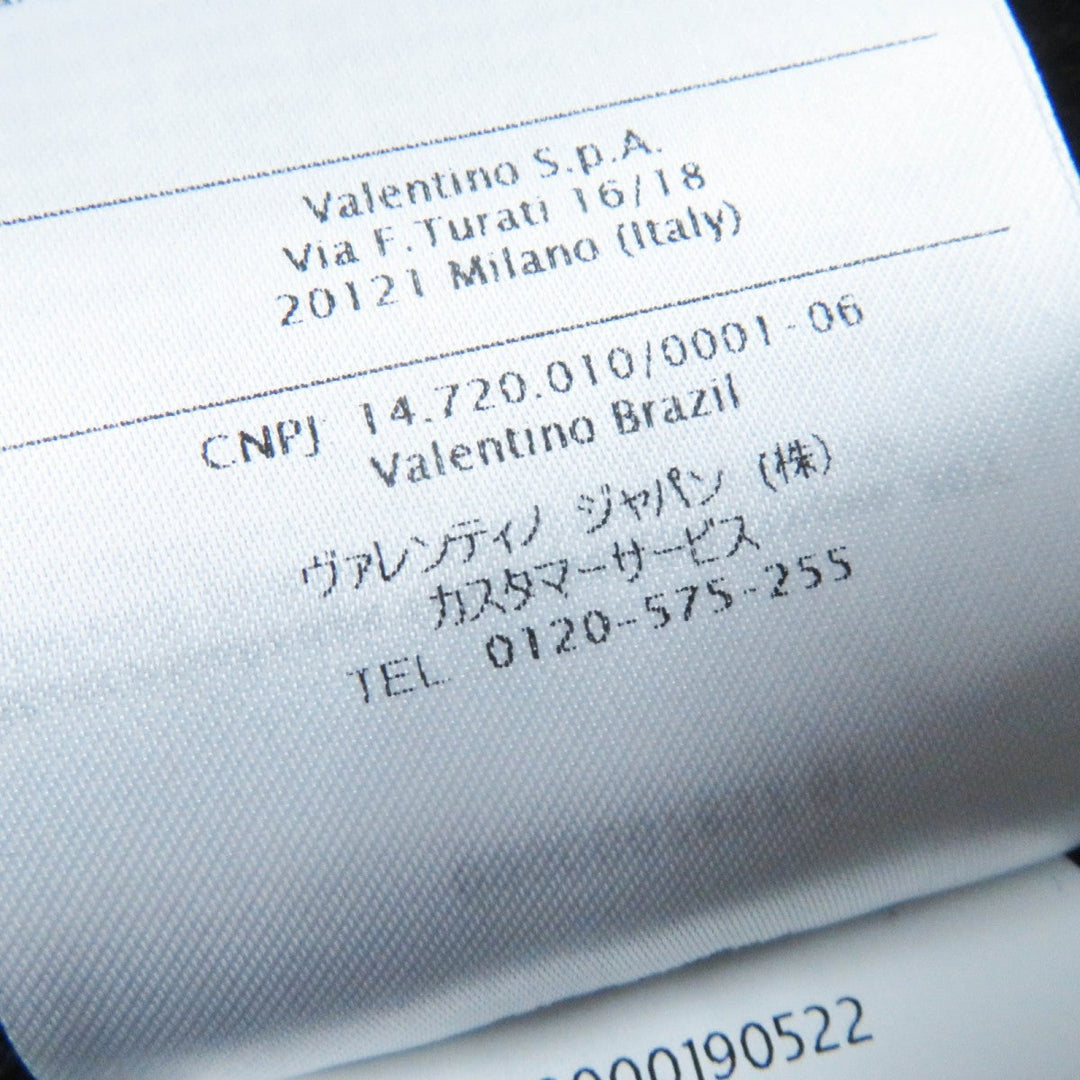 Valentino S.p.A.
Via F.Turati 16/18
20121 Milano (Italy)
CNPJ 14.720.010/0001-06
Valentino Brazil
ヴァレンティノ ジャパン (株)
カスタマーサービス
TEL 0120-575-255
000190522